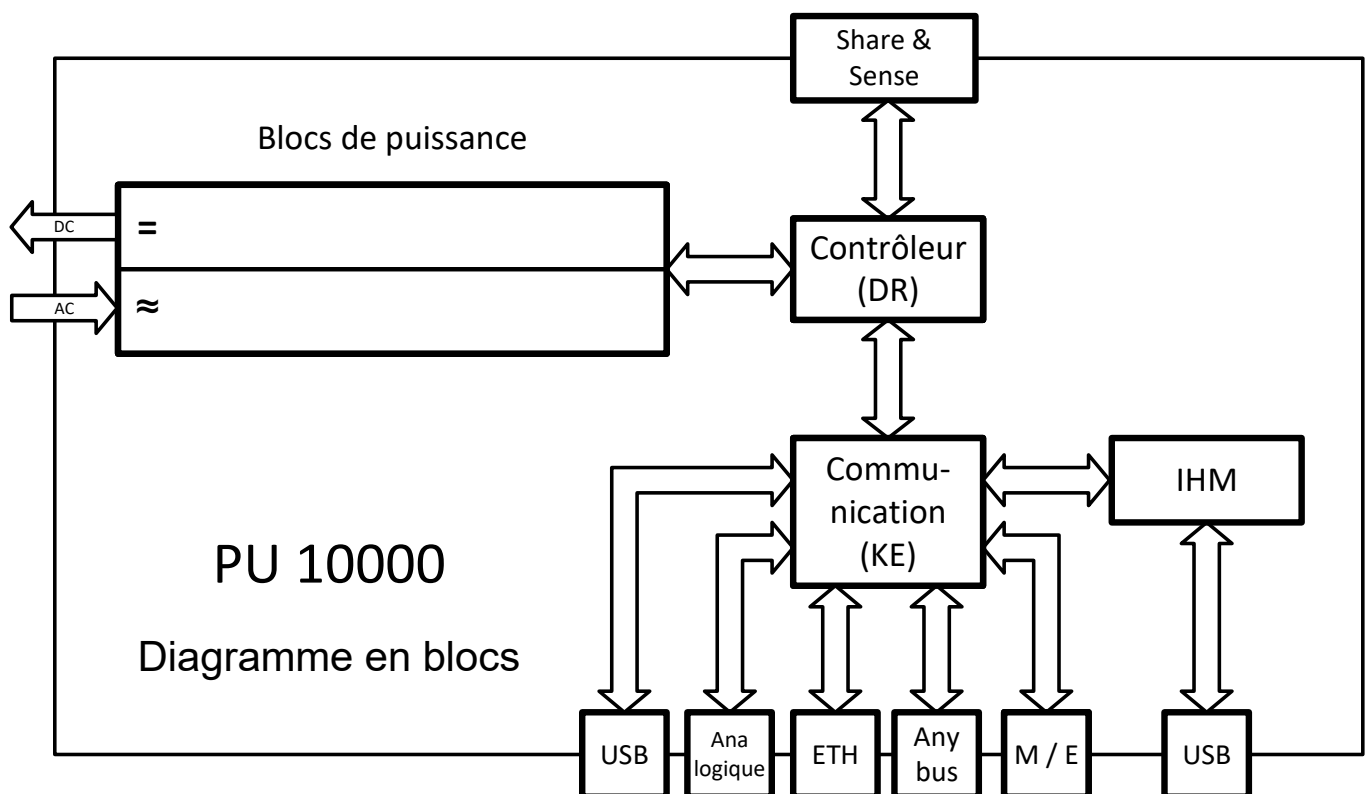 Share &
Sense
Blocs de puissance
DC
=
AC
≈
Contrôleur
(DR)
Commu-
nication
(KE)
IHM
PU 10000
Diagramme en blocs
USB
Ana
logique
ETH
Any
bus
M / E
USB